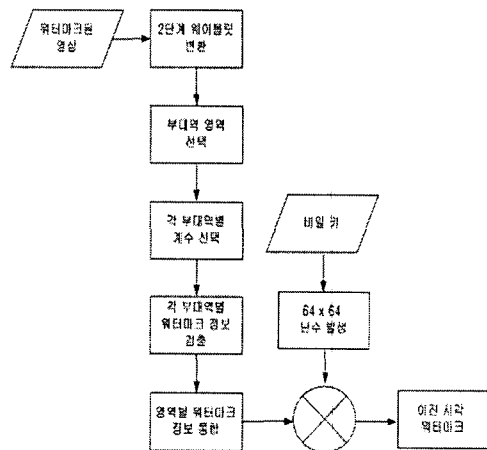 워터마크된
영상
2단계 웨이블릿
변환
부대역 영역
선택
각 부대역별
계수 선택
비밀 키
각 부대역별
워터마크 정보
검출
64 x 64
난수 발생
영역별 워터마크
정보 통합
이진 시각
워터마크